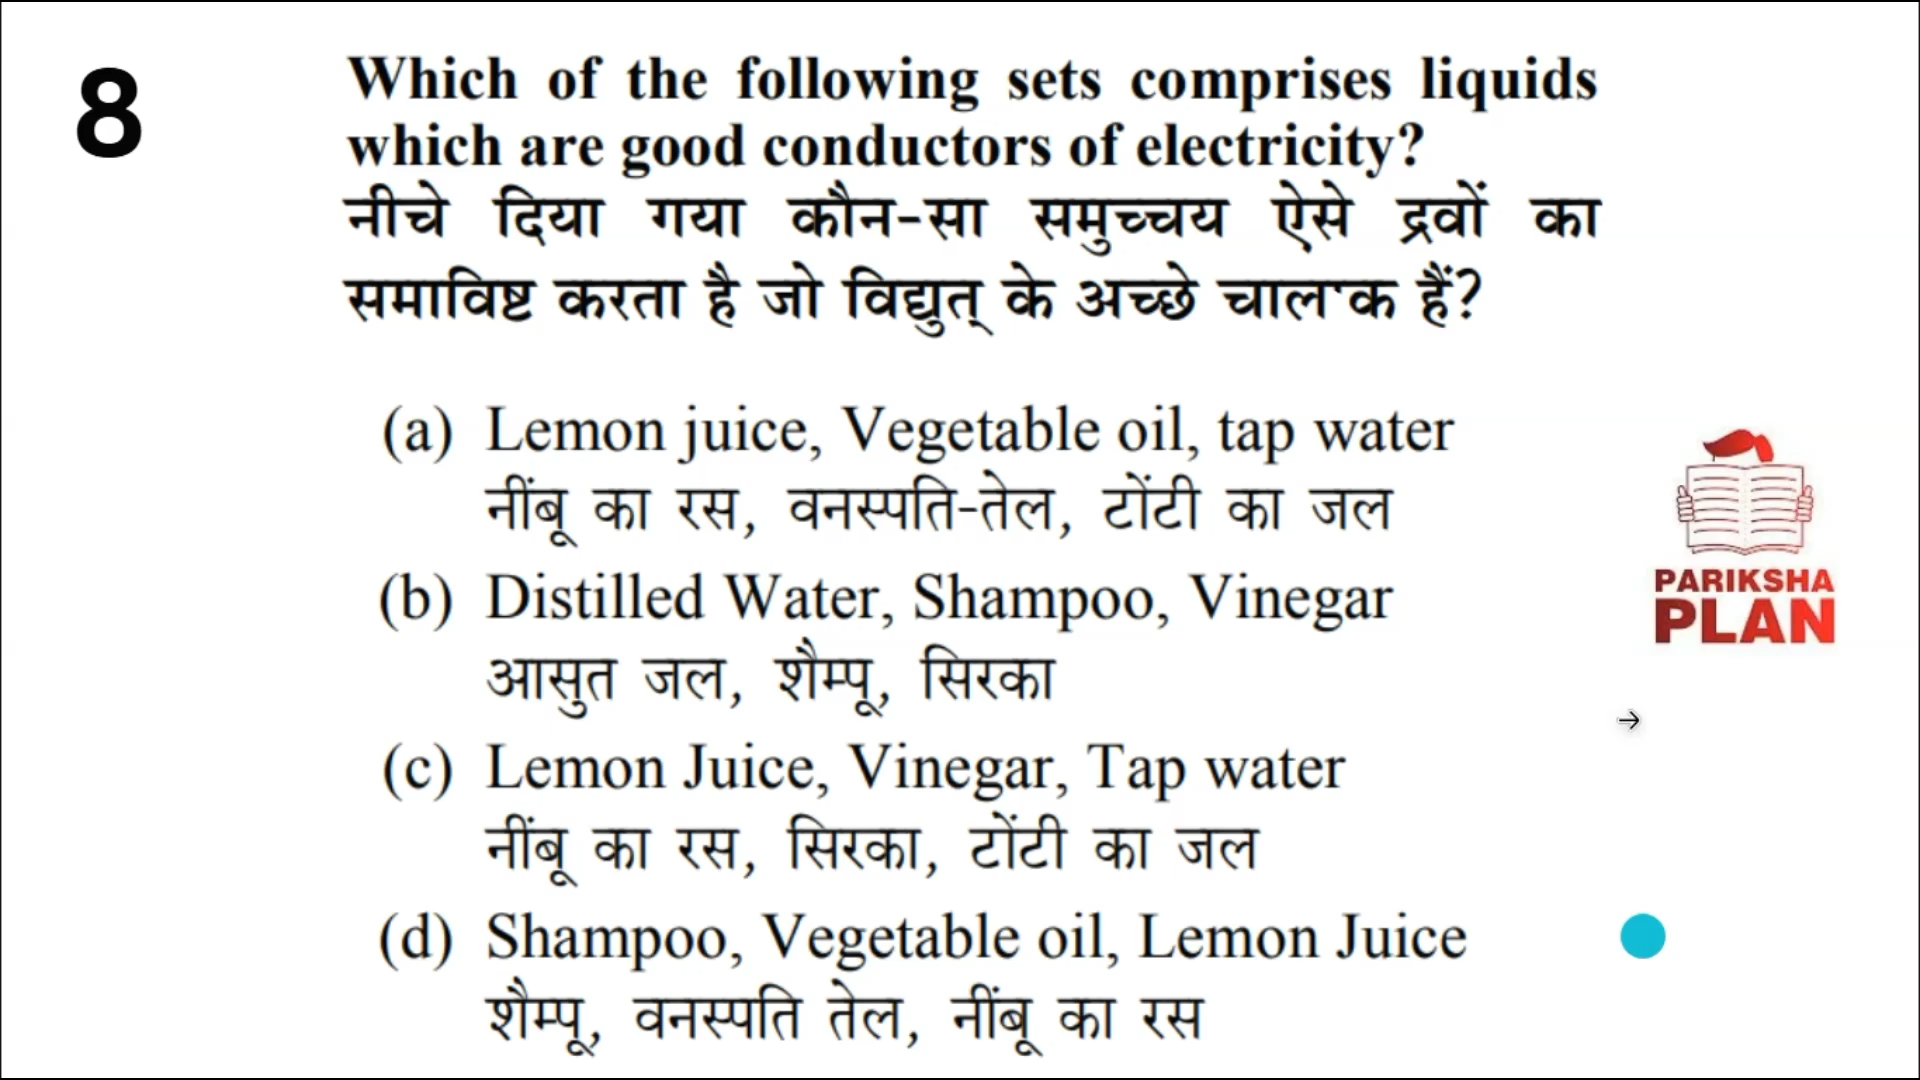 8
Which of the following sets comprises liquids
which are good conductors of electricity?
नीचे दिया गया कौन-सा समुच्चय ऐसे द्रवों का
समाविष्ट करता है जो विद्युत् के अच्छे चालक हैं?
(a) Lemon juice, Vegetable oil, tap water
नींबू का रस, वनस्पति-तेल, टोंटी का जल
(b) Distilled Water, Shampoo, Vinegar
आसुत जल, शैम्पू, सिरका
(c) Lemon Juice, Vinegar, Tap water
नींबू का रस, सिरका, टोंटी का जल
(d) Shampoo, Vegetable oil, Lemon Juice
शैम्पू, वनस्पति तेल, नींबू का रस
PARIKSHA
PLAN